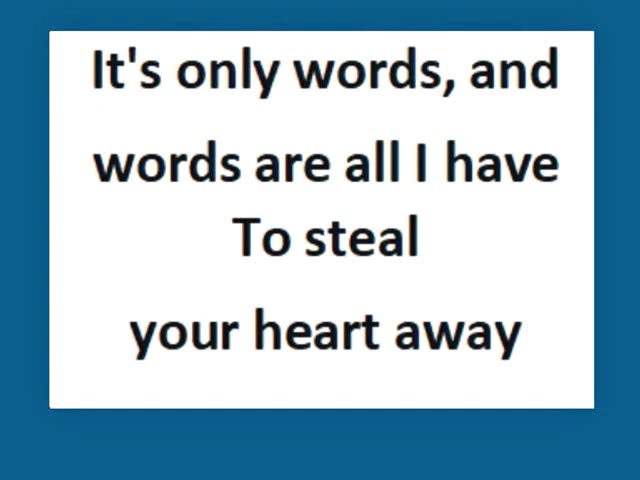 It's only words, and
words are all I have
To steal
your heart away